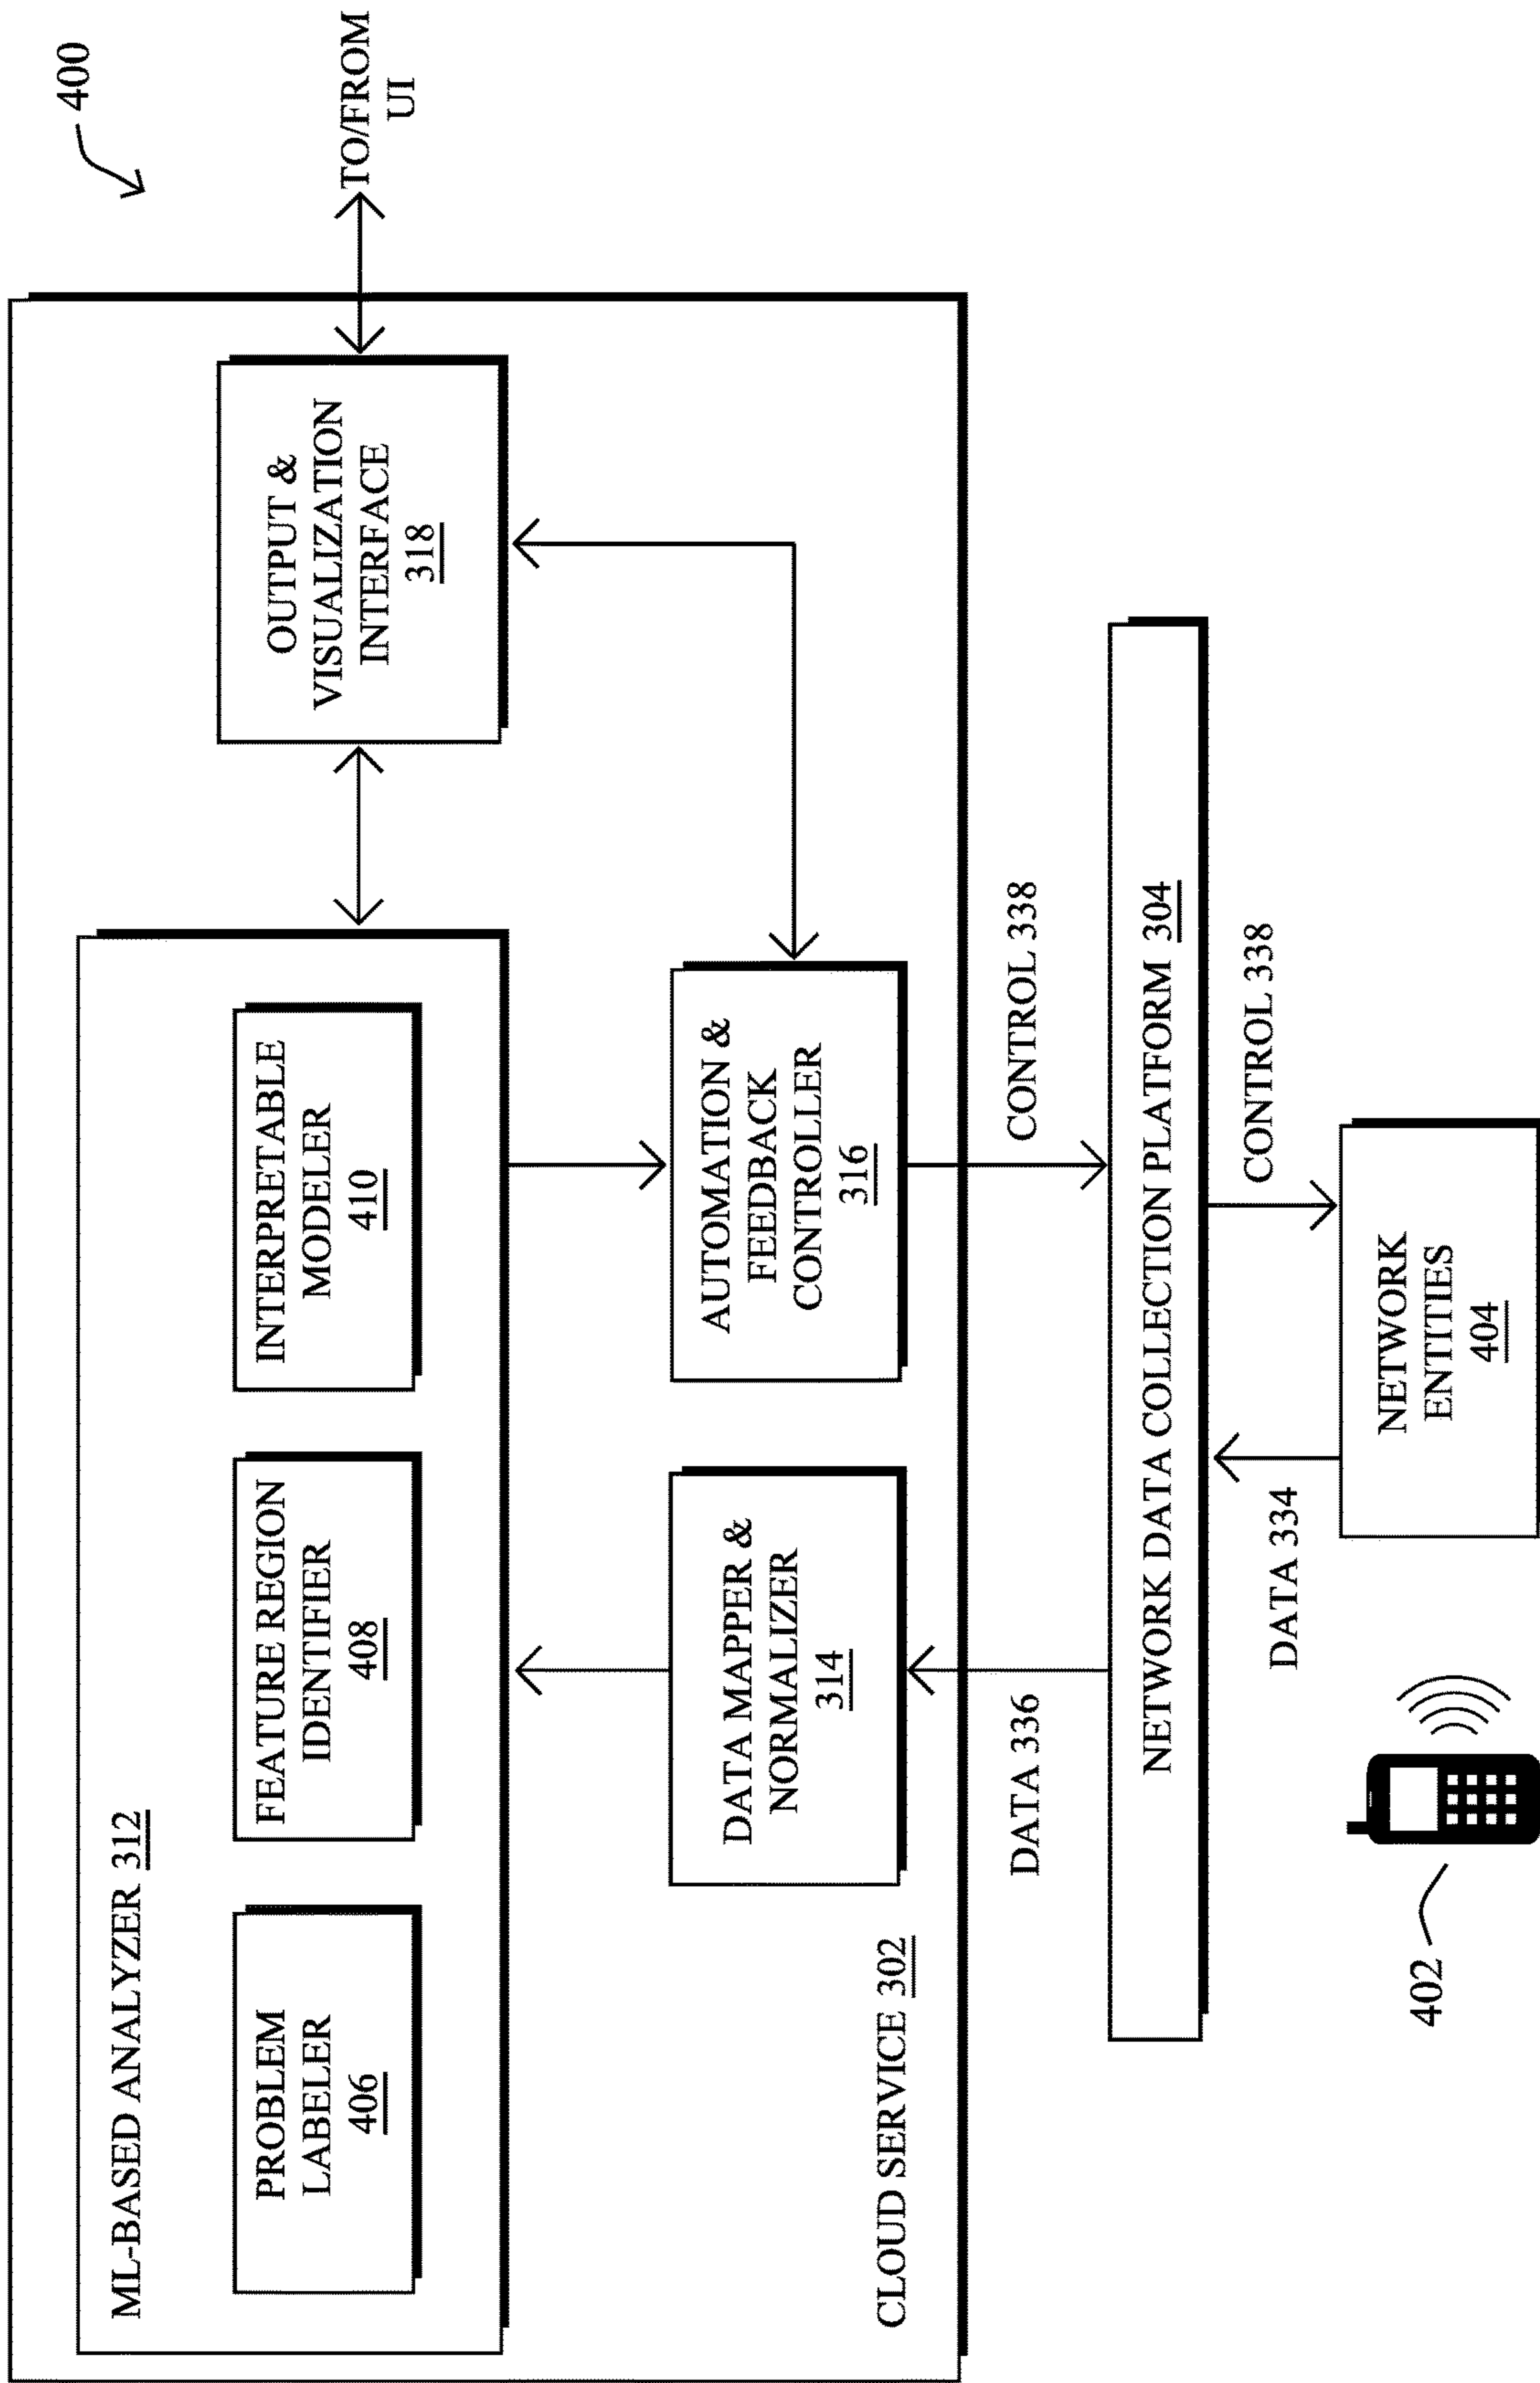 400
TO/FROM
UI
ML-BASED ANALYZER 312
PROBLEM
LABELER
406
FEATURE REGION
IDENTIFIER
408
INTERPRETABLE
MODELER
410
OUTPUT &
VISUALIZATION
INTERFACE
318
DATA MAPPER &
NORMALIZER
314
AUTOMATION &
FEEDBACK
CONTROLLER
316
CLOUD SERVICE 302
DATA 336
CONTROL 338
NETWORK DATA COLLECTION PLATFORM 304
DATA 334
CONTROL 338
402
NETWORK
ENTITIES
404